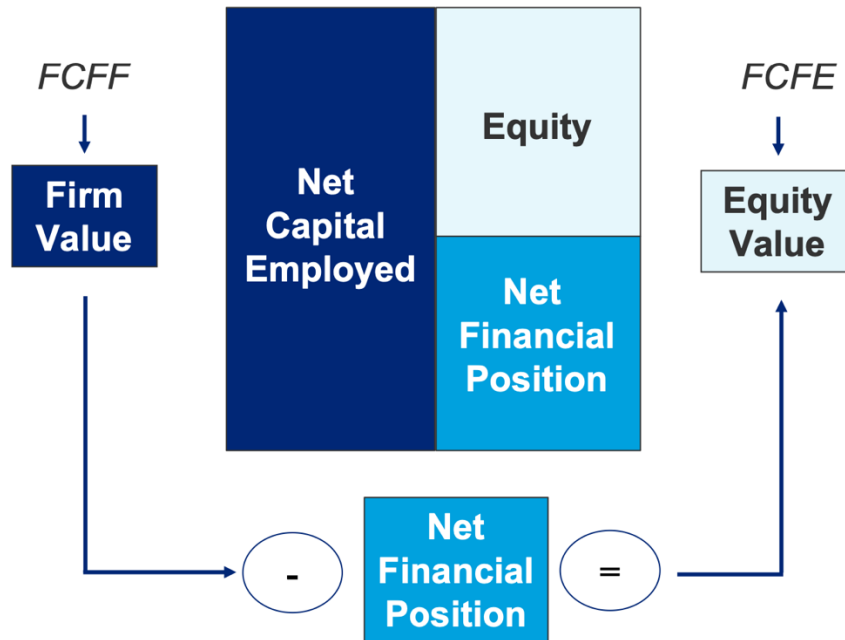 FCFF
Firm
Value
Net
Capital
Employed
Equity
Net
Financial
Position
FCFE
Equity
Value
-
Net
Financial
Position
=